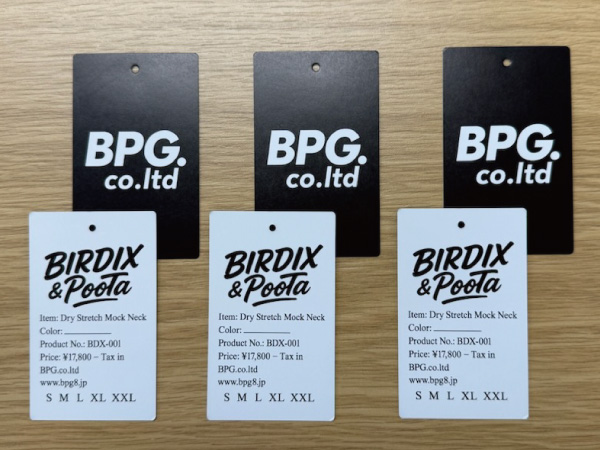 BPG.
co.ltd
BPG.
co.ltd
BPG.
co.ltd
BIRDIX
& Poota
Item: Dry Stretch Mock Neck
Color: __________
Product No.: BDX-001
Price: ¥17,800 – Tax in
BPG.co.ltd
www.bpg8.jp
S M L XL XXL
BIRDIX
& Poota
Item: Dry Stretch Mock Neck
Color: __________
Product No.: BDX-001
Price: ¥17,800 – Tax in
BPG.co.ltd
www.bpg8.jp
S M L XL XXL
BIRDIX
& Poota
Item: Dry Stretch Mock Neck
Color: __________
Product No.: BDX-001
Price: ¥17,800 – Tax in
BPG.co.ltd
www.bpg8.jp
S M L XL XXL